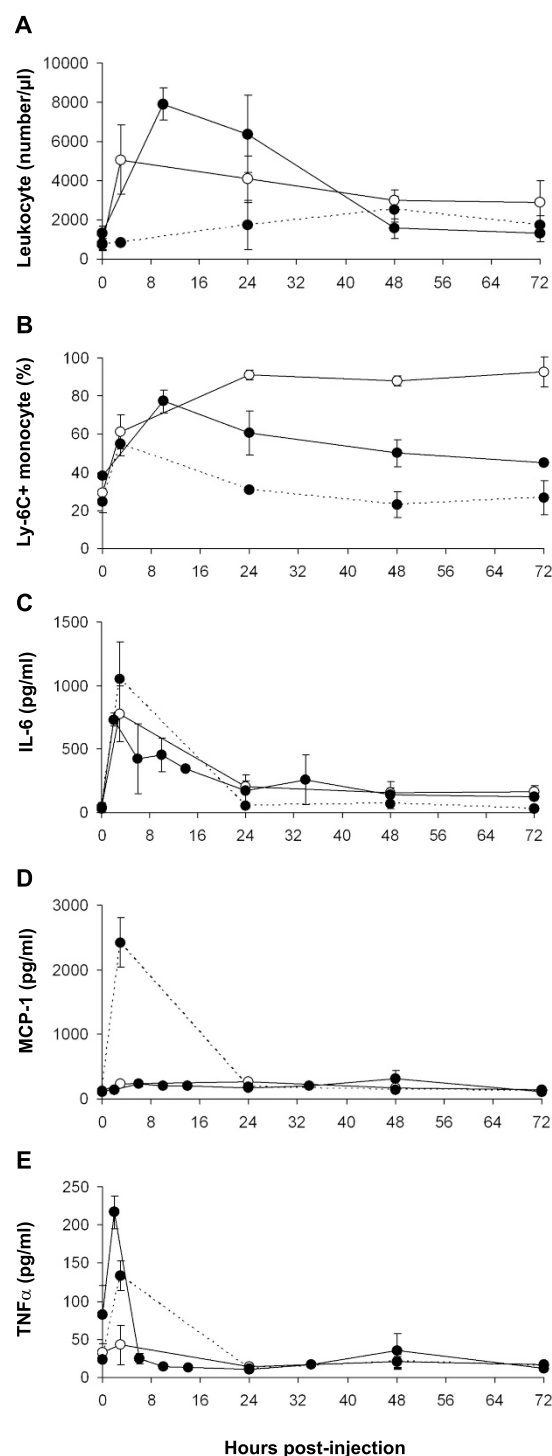 A
Leukocyte (number/µl)
10000
8000
6000
4000
2000
0
0 8 16 24 32 40 48 56 64 72
B
Ly-6C+ monocyte (%)
100
80
60
40
20
0
0 8 16 24 32 40 48 56 64 72
C
IL-6 (pg/ml)
1500
1000
500
0
0 8 16 24 32 40 48 56 64 72
D
MCP-1 (pg/ml)
3000
2000
1000
0
0 8 16 24 32 40 48 56 64 72
E
TNFα (pg/ml)
250
200
150
100
50
0
0 8 16 24 32 40 48 56 64 72
Hours post-injection